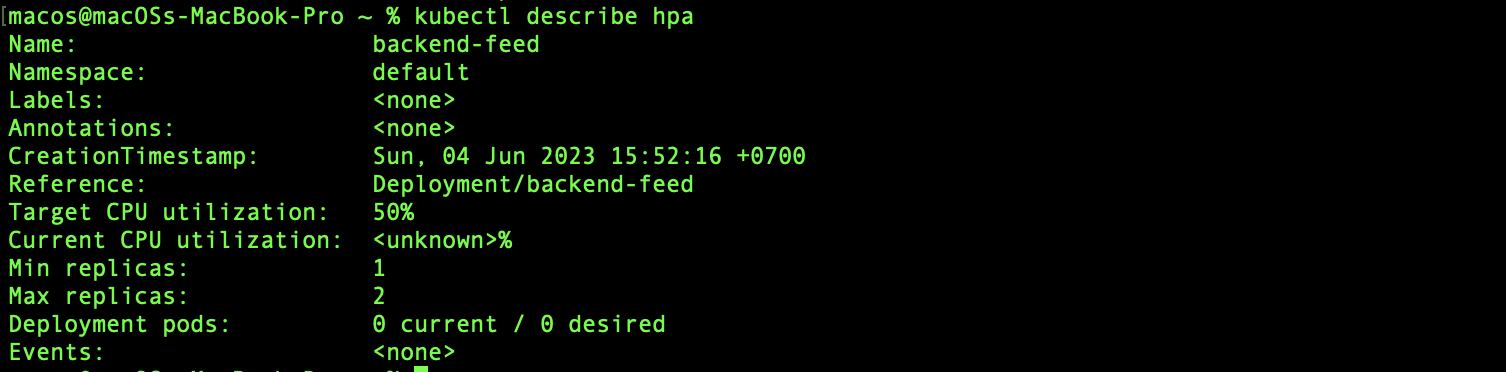 [macos@macOSs-MacBook-Pro ~ % kubectl describe hpa
Name: backend-feed
Namespace: default
Labels: <none>
Annotations: <none>
CreationTimestamp: Sun, 04 Jun 2023 15:52:16 +0700
Reference: Deployment/backend-feed
Target CPU utilization: 50%
Current CPU utilization: <unknown>%
Min replicas: 1
Max replicas: 2
Deployment pods: 0 current / 0 desired
Events: <none>